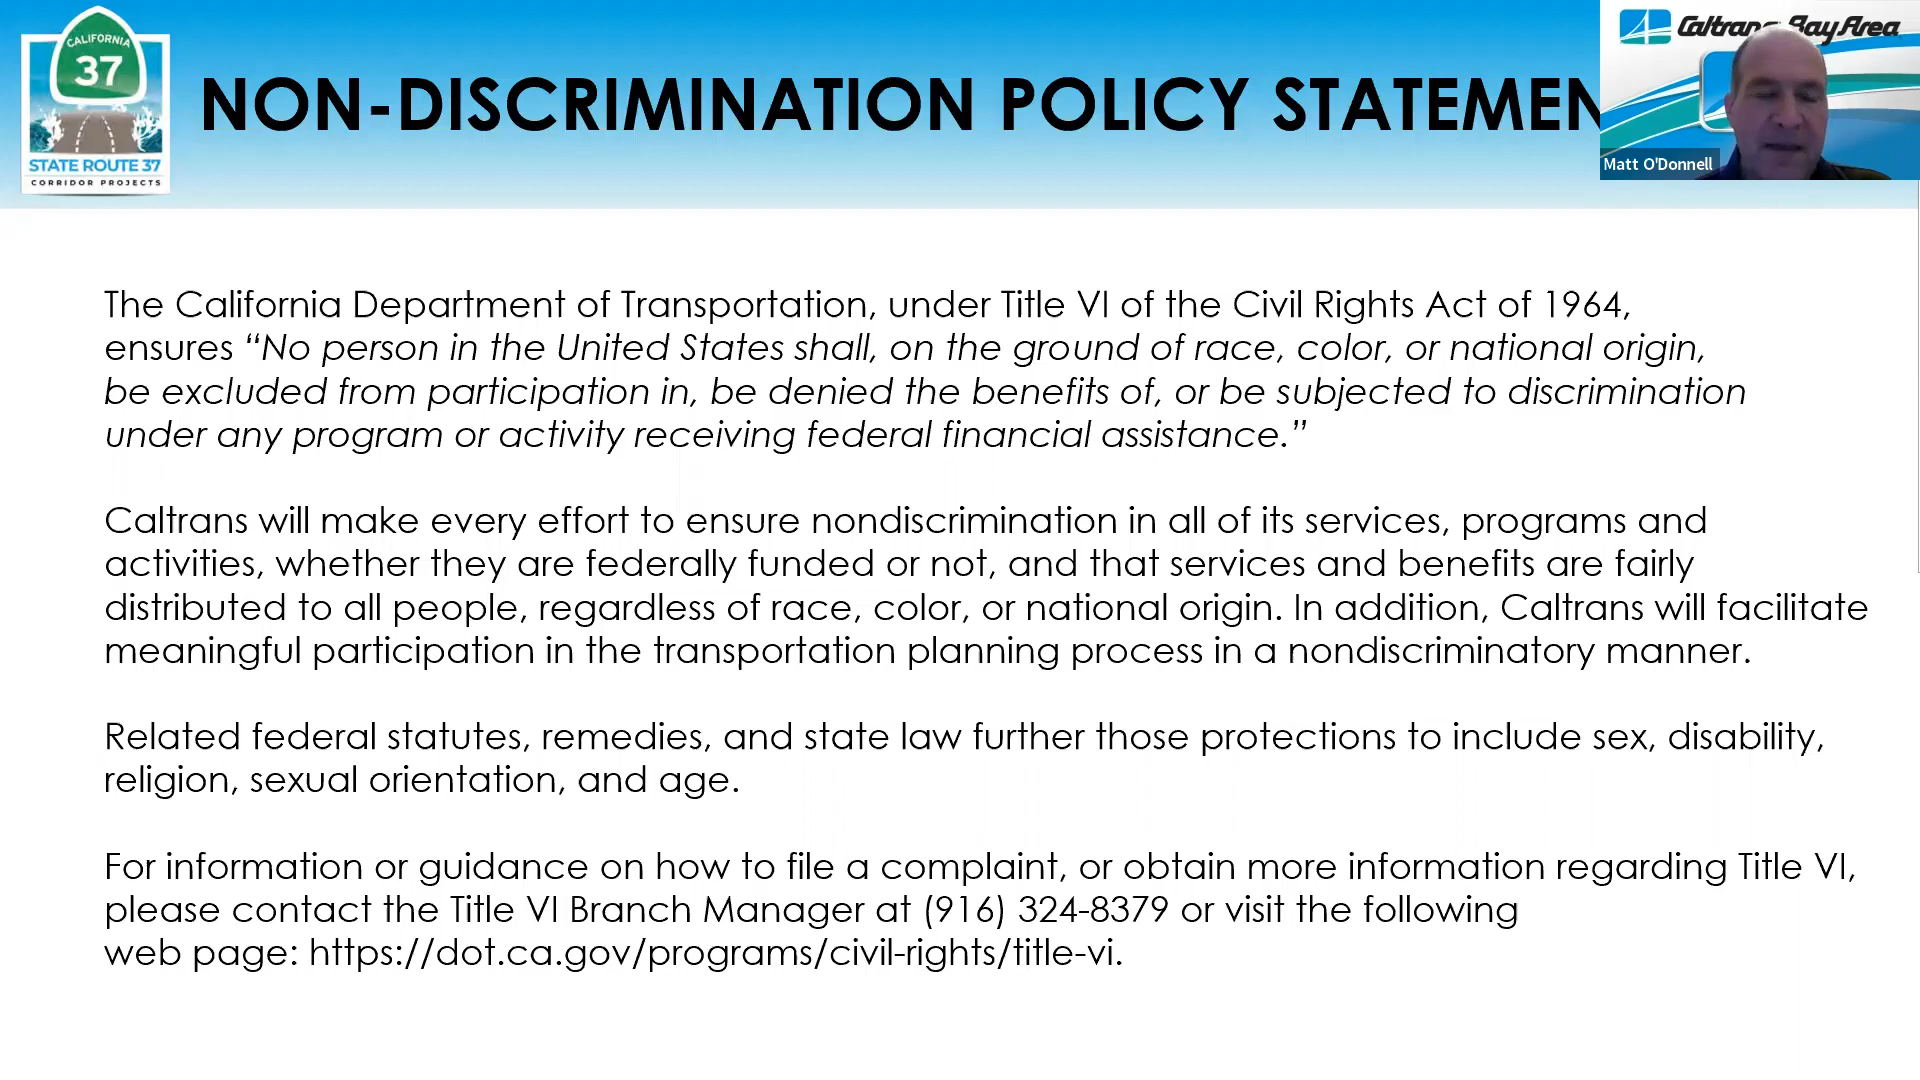 CALIFORNIA
37
STATE ROUTE 37
CORRIDOR PROJECTS
NON-DISCRIMINATION POLICY STATEMEN
Caltrans Bay Area
Matt O'Donnell
The California Department of Transportation, under Title VI of the Civil Rights Act of 1964,
ensures “No person in the United States shall, on the ground of race, color, or national origin,
be excluded from participation in, be denied the benefits of, or be subjected to discrimination
under any program or activity receiving federal financial assistance.”
Caltrans will make every effort to ensure nondiscrimination in all of its services, programs and
activities, whether they are federally funded or not, and that services and benefits are fairly
distributed to all people, regardless of race, color, or national origin. In addition, Caltrans will facilitate
meaningful participation in the transportation planning process in a nondiscriminatory manner.
Related federal statutes, remedies, and state law further those protections to include sex, disability,
religion, sexual orientation, and age.
For information or guidance on how to file a complaint, or obtain more information regarding Title VI,
please contact the Title VI Branch Manager at (916) 324-8379 or visit the following
web page: https://dot.ca.gov/programs/civil-rights/title-vi.